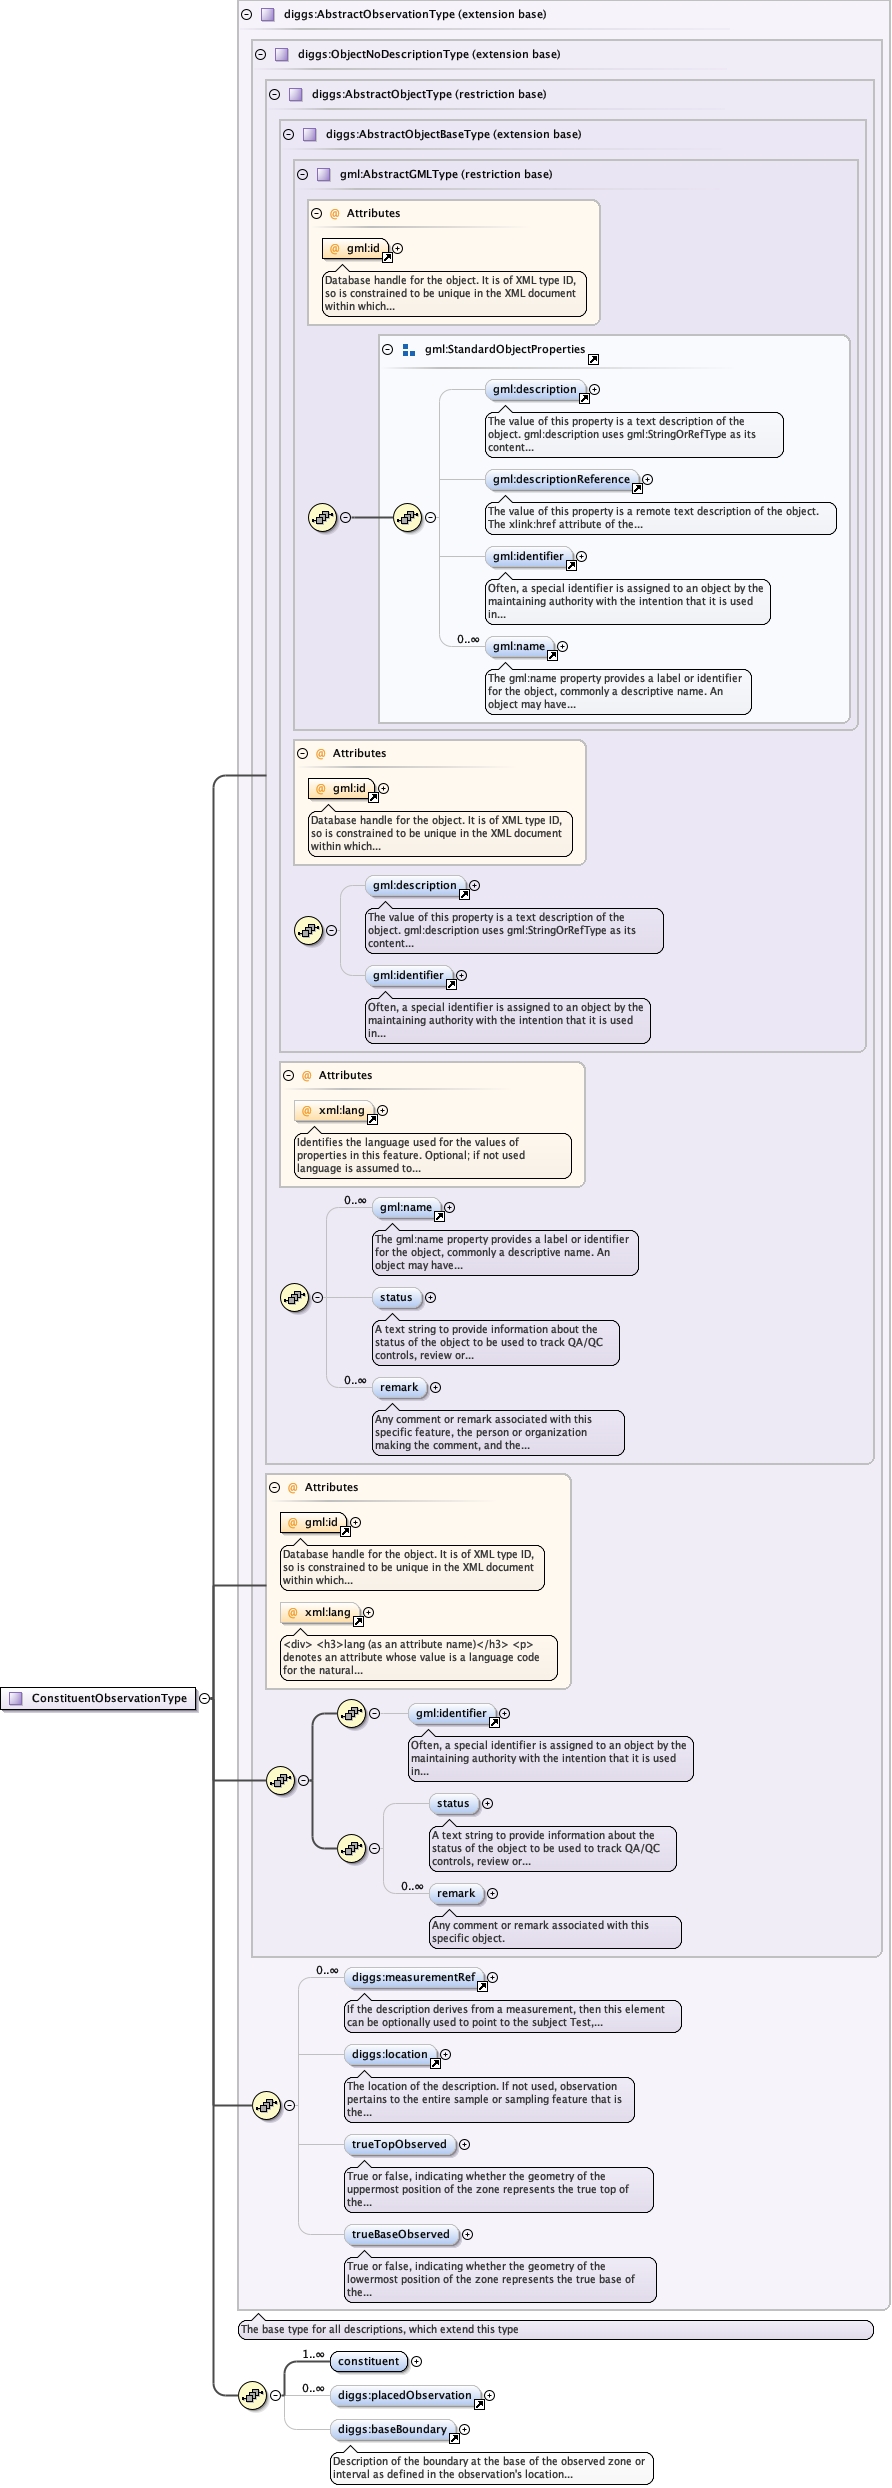 diggs:AbstractObservationType (extension base)
diggs:ObjectNoDescriptionType (extension base)
diggs:AbstractObjectType (restriction base)
diggs:AbstractObjectBaseType (extension base)
gml:AbstractGMLType (restriction base)
@ Attributes
@ gml:id
Database handle for the object. It is of XML type ID,
so is constrained to be unique in the XML document
within which...
gml:StandardObjectProperties
gml:description
The value of this property is a text description of the
object. gml:description uses gml:StringOrRefType as its
content...
gml:descriptionReference
The value of this property is a remote text description of the object.
The xlink:href attribute of the...
gml:identifier
Often, a special identifier is assigned to an object by the
maintaining authority with the intention that it is used
in...
0..∞
gml:name
The gml:name property provides a label or identifier
for the object, commonly a descriptive name. An
object may have...
@ Attributes
@ gml:id
Database handle for the object. It is of XML type ID,
so is constrained to be unique in the XML document
within which...
gml:description
The value of this property is a text description of the
object. gml:description uses gml:StringOrRefType as its
content...
gml:identifier
Often, a special identifier is assigned to an object by the
maintaining authority with the intention that it is used
in...
@ Attributes
@ xml:lang
Identifies the language used for the values of
properties in this feature. Optional; if not used
language is assumed to...
0..∞
gml:name
The gml:name property provides a label or identifier
for the object, commonly a descriptive name. An
object may have...
status
A text string to provide information about the
status of the object to be used to track QA/QC
controls, review or...
0..∞
remark
Any comment or remark associated with this
specific feature, the person or organization
making the comment, and the...
@ Attributes
@ gml:id
Database handle for the object. It is of XML type ID,
so is constrained to be unique in the XML document
within which...
@ xml:lang
<div> <h3>lang (as an attribute name)</h3> <p>
denotes an attribute whose value is a language code
for the natural...
ConstituentObservationType
gml:identifier
Often, a special identifier is assigned to an object by the
maintaining authority with the intention that it is used
in...
status
A text string to provide information about the
status of the object to be used to track QA/QC
controls, review or...
0..∞
remark
Any comment or remark associated with this
specific object.
0..∞
diggs:measurementRef
If the description derives from a measurement, then this element
can be optionally used to point to the subject Test,...
diggs:location
The location of the description. If not used, observation
pertains to the entire sample or sampling feature that is
the...
trueTopObserved
True or false, indicating whether the geometry of the
uppermost position of the zone represents the true top of
the...
trueBaseObserved
True or false, indicating whether the geometry of the
lowermost position of the zone represents the true base of
the...
The base type for all descriptions, which extend this type
1..∞
constituent
0..∞
diggs:placedObservation
diggs:baseBoundary
Description of the boundary at the base of the observed zone or
interval as defined in the observation's location...